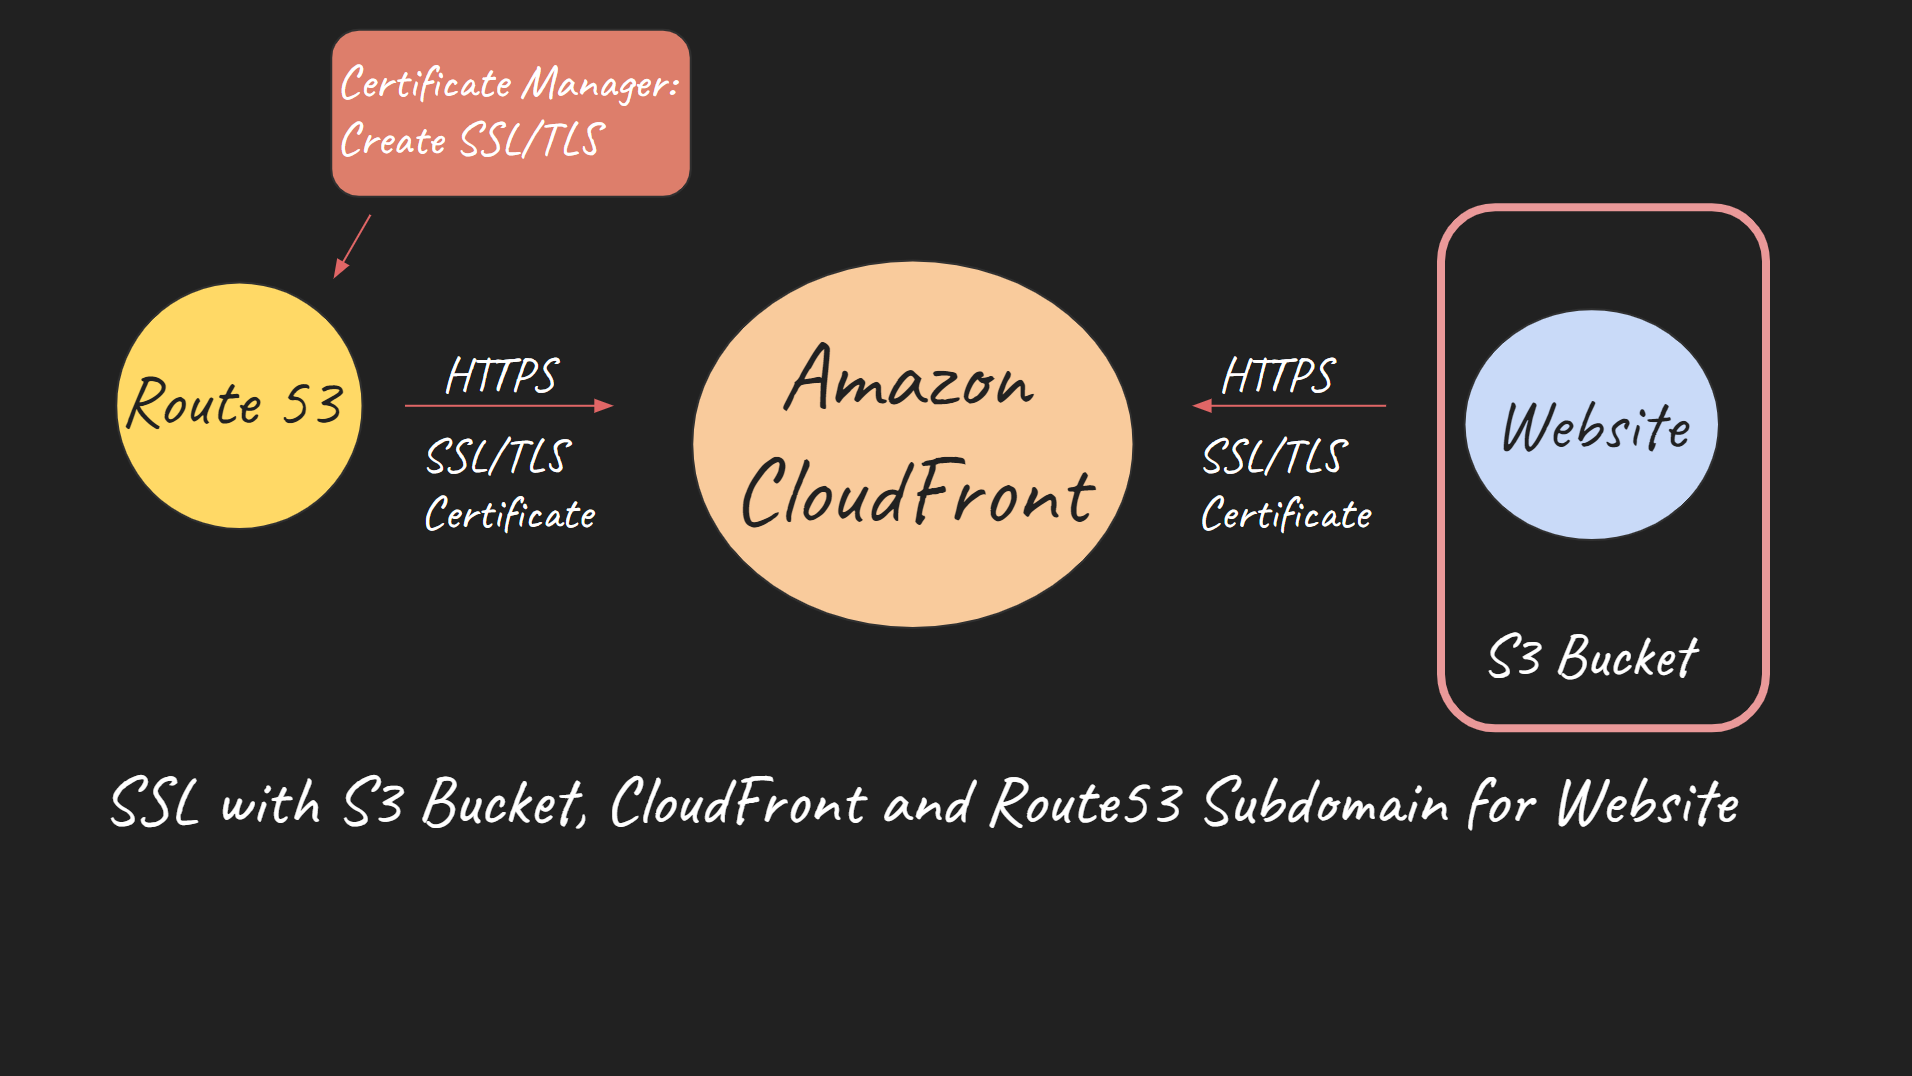 Certificate Manager:
Create SSL/TLS
Route 53
HTTPS
SSL/TLS
Certificate
Amazon
CloudFront
HTTPS
SSL/TLS
Certificate
Website
S3 Bucket
SSL with S3 Bucket, CloudFront and Route53 Subdomain for Website